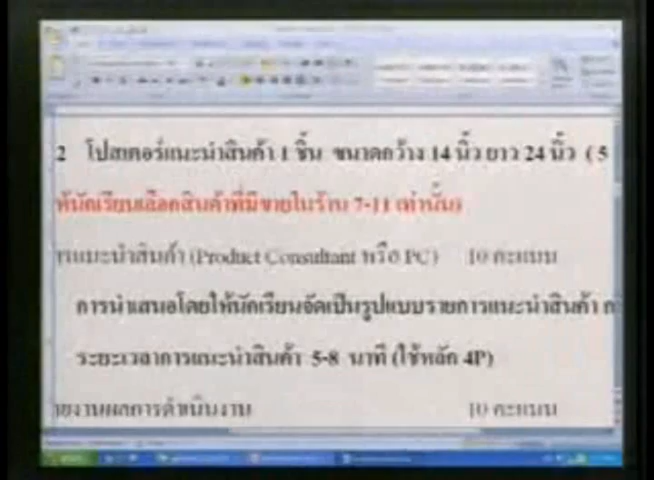 2 โปสเตอร์แนะนำสินค้า 1 ชิ้น ขนาดกว้าง 14 นิ้ว ยาว 24 นิ้ว ( 5
ห้นักเรียนเลือกสินค้าที่มีขายในร้าน 7-11 เท่านั้น)
ารแนะนำสินค้า (Product Consultant หรือ PC) 10 คะแนน
การนำเสนอโดยให้นักเรียนจัดเป็นรูปแบบรายการแนะนำสินค้า ก
ระยะเวลาการแนะนำสินค้า 5-8 นาที (ใช้หลัก 4P)
ายงานผลการดำเนินงาน 10 คะแนน